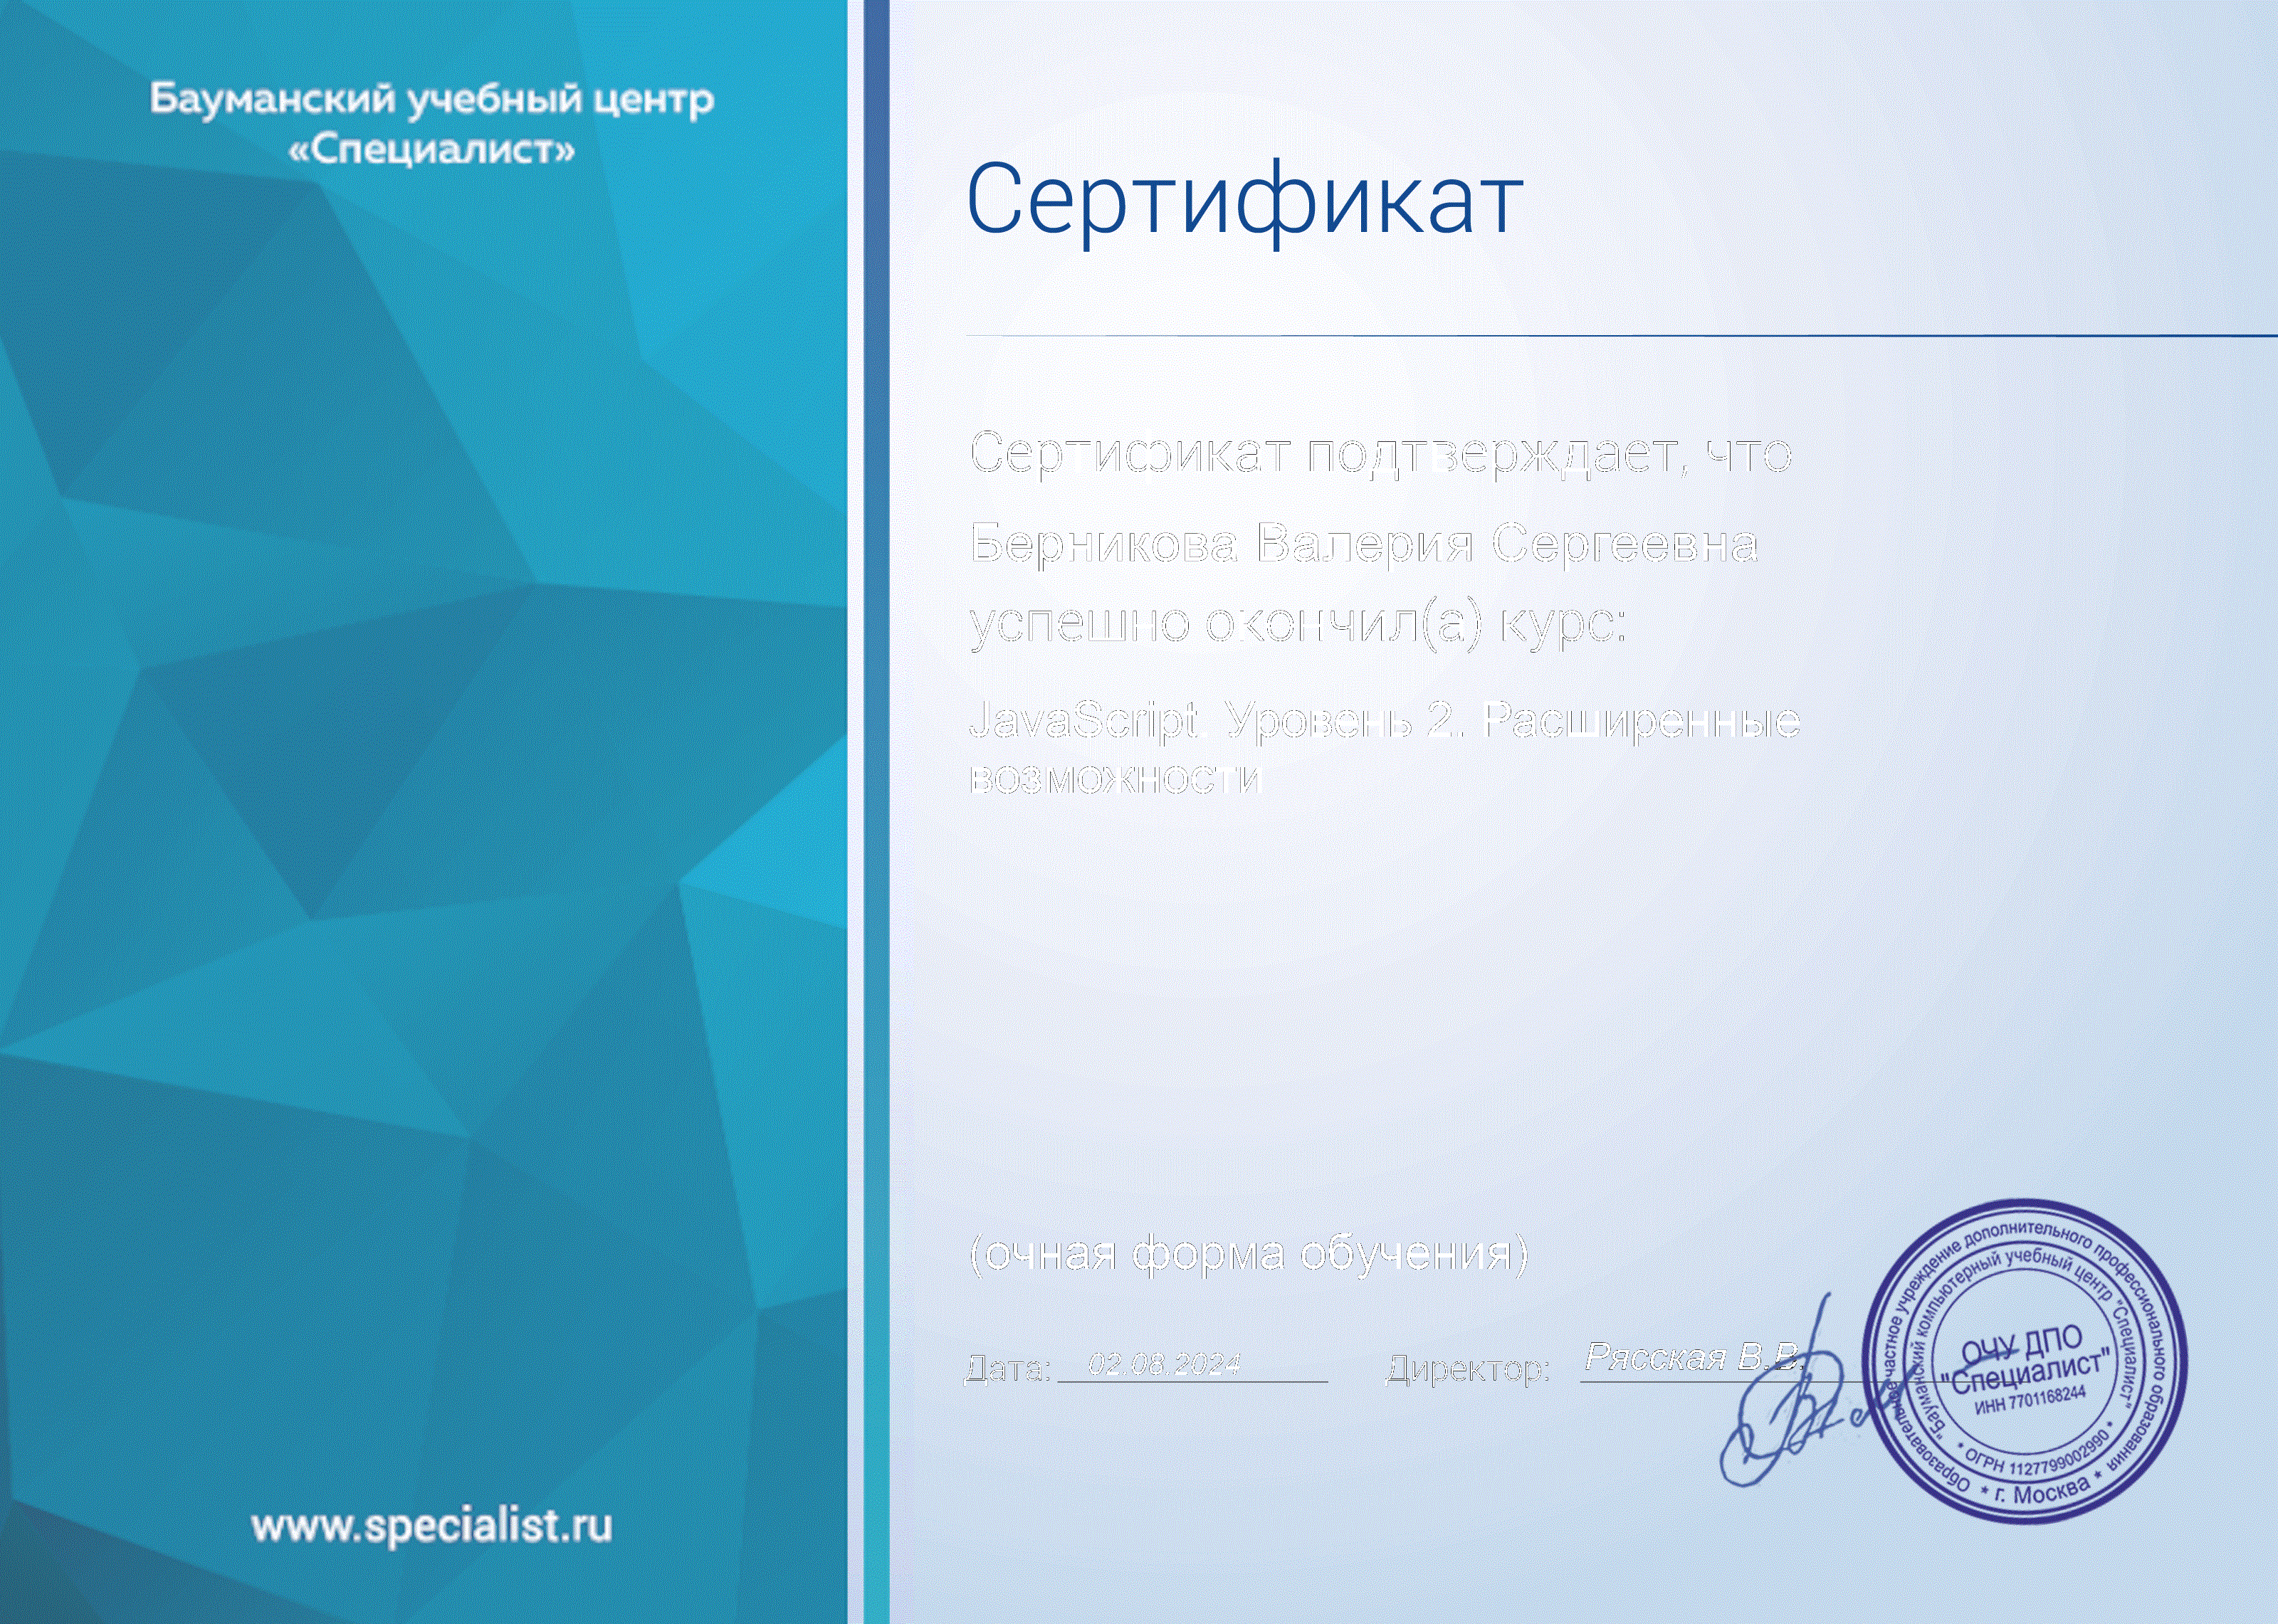 Бауманский учебный центр
«Специалист»
Сертификат
Сертификат подтверждает, что
Берникова Валерия Сергеевна
успешно окончил(а) курс:
JavaScript. Уровень 2. Расширенные
возможности
(очная форма обучения)
Дата: 02.08.2024 Директор: Рясская В.В.
Образовательное частное учреждение дополнительного профессионального образования
"Бауманский компьютерный учебный центр "Специалист"
ОЧУ ДПО
"Специалист"
ИНН 7701168244
* ОГРН 1127799002990 *
* г. Москва *
www.specialist.ru